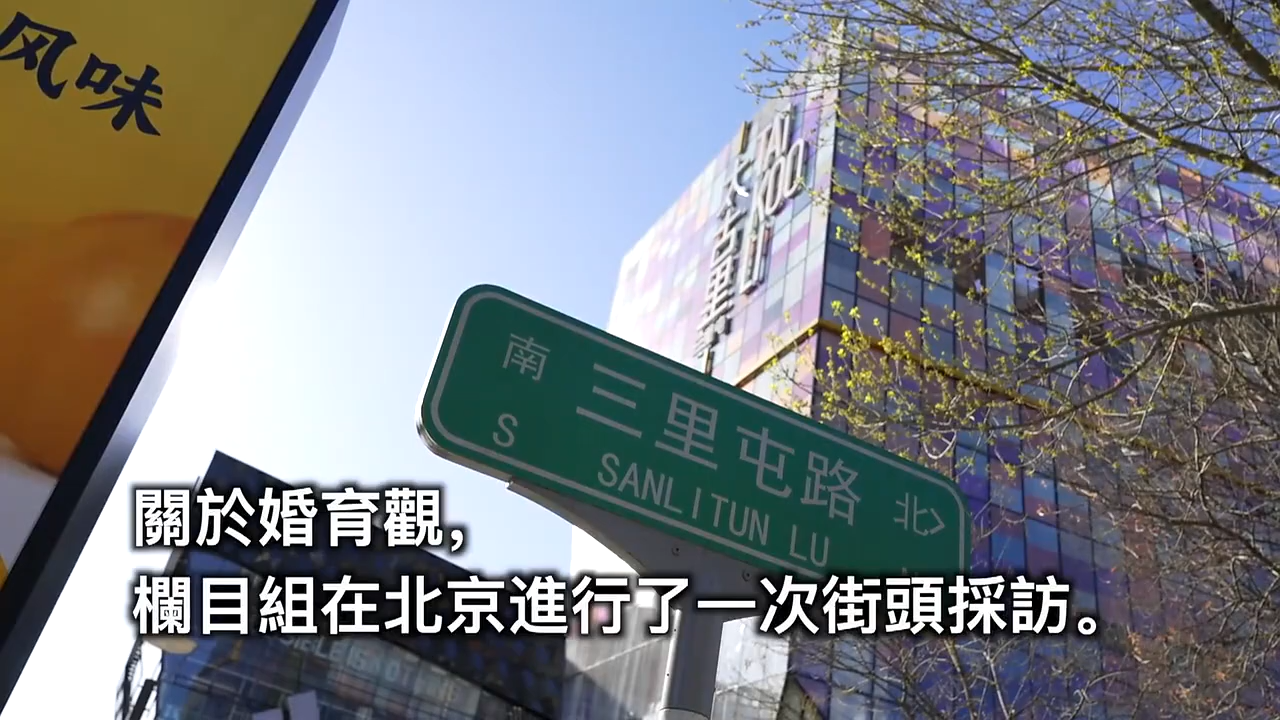 风味
太古里
TAI
KOO
LI
南 三里屯路 北
S SANLITUN LU
關於婚育觀，
欄目組在北京進行了一次街頭採訪。